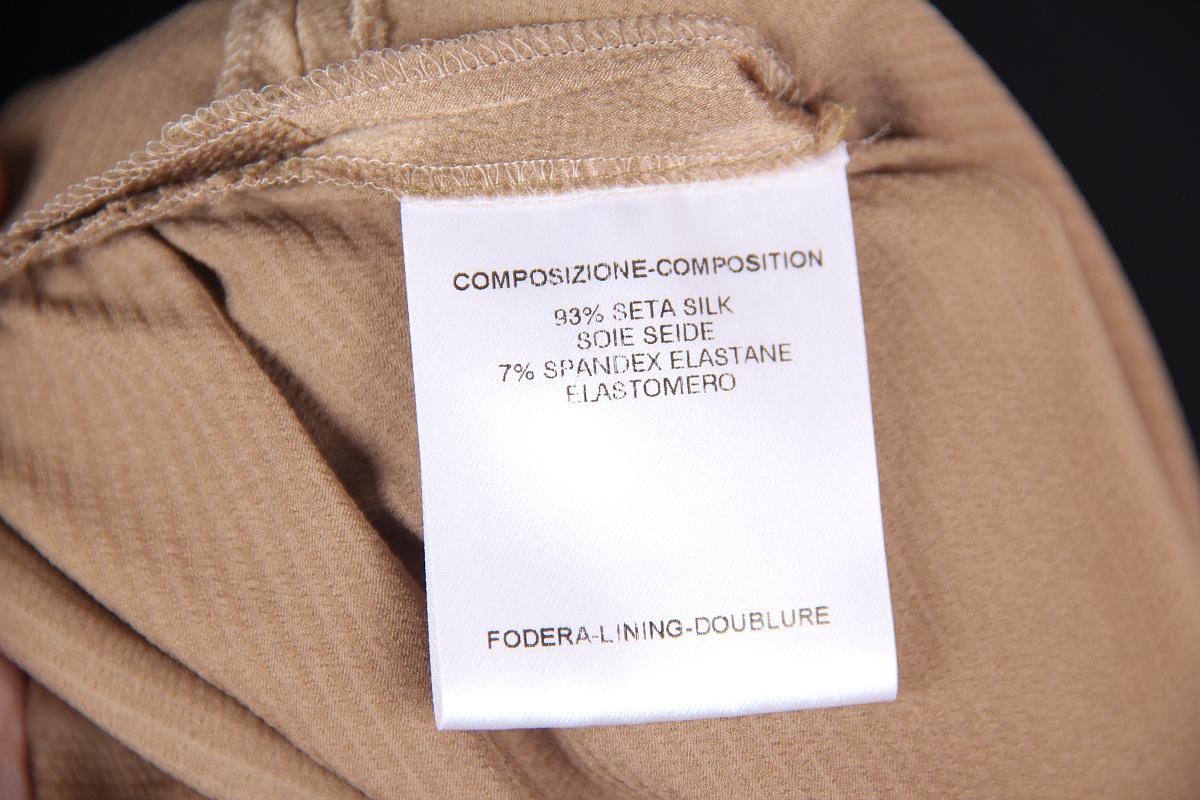 COMPOSIZIONE-COMPOSITION
93% SETA SILK
SOIE SEIDE
7% SPANDEX ELASTANE
ELASTOMERO
FODERA-LINING-DOUBLURE